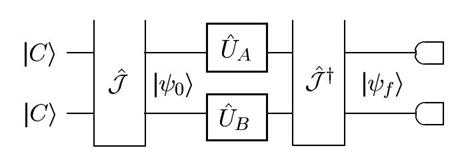 |C⟩ Û_A
Ĵ |ψ₀⟩ Ĵ† |ψ_f⟩
|C⟩ Û_B